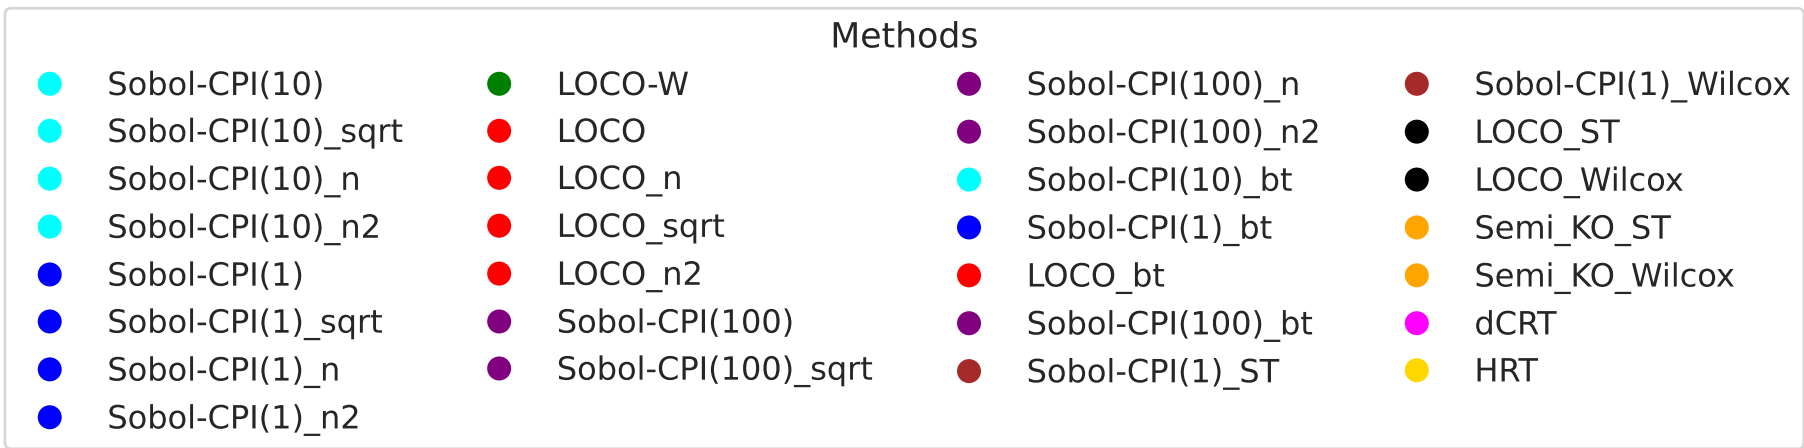 Methods
Sobol-CPI(10)
Sobol-CPI(10)_sqrt
Sobol-CPI(10)_n
Sobol-CPI(10)_n2
Sobol-CPI(1)
Sobol-CPI(1)_sqrt
Sobol-CPI(1)_n
Sobol-CPI(1)_n2
LOCO-W
LOCO
LOCO_n
LOCO_sqrt
LOCO_n2
Sobol-CPI(100)
Sobol-CPI(100)_sqrt
Sobol-CPI(100)_n
Sobol-CPI(100)_n2
Sobol-CPI(10)_bt
Sobol-CPI(1)_bt
LOCO_bt
Sobol-CPI(100)_bt
Sobol-CPI(1)_ST
Sobol-CPI(1)_Wilcox
LOCO_ST
LOCO_Wilcox
Semi_KO_ST
Semi_KO_Wilcox
dCRT
HRT